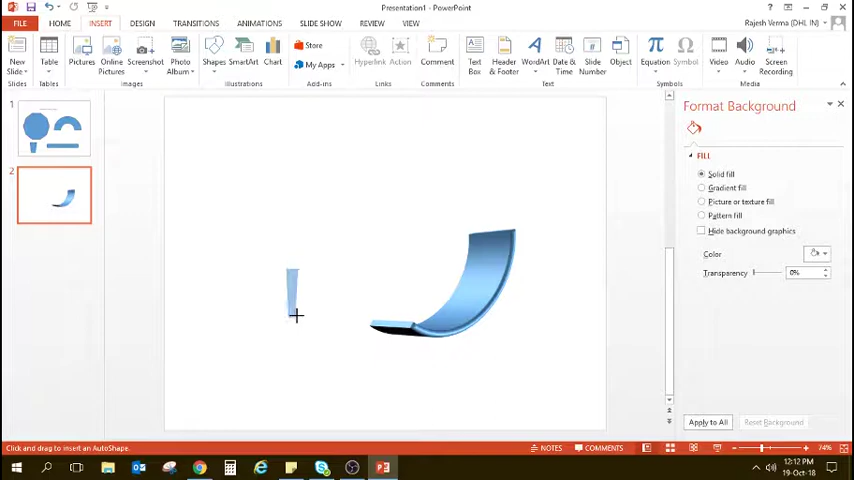 Presentation1 - PowerPoint
FILE HOME INSERT DESIGN TRANSITIONS ANIMATIONS SLIDE SHOW REVIEW VIEW
Rajesh Verma (DHL IN)
New Slide
Table
Pictures
Online Pictures
Screenshot
Photo Album
Shapes
SmartArt
Chart
Store
My Apps
Hyperlink
Action
Comment
Text Box
Header & Footer
WordArt
Date & Time
Slide Number
Object
Equation
Symbol
Video
Audio
Screen Recording
Slides Tables Images Illustrations Add-ins Links Comments Text Symbols Media
1
2
Format Background
FILL
Solid fill
Gradient fill
Picture or texture fill
Pattern fill
Hide background graphics
Color
Transparency 0%
Apply to All Reset Background
Click and drag to insert an AutoShape.
NOTES COMMENTS 74%
12:12 PM
19-Oct-18